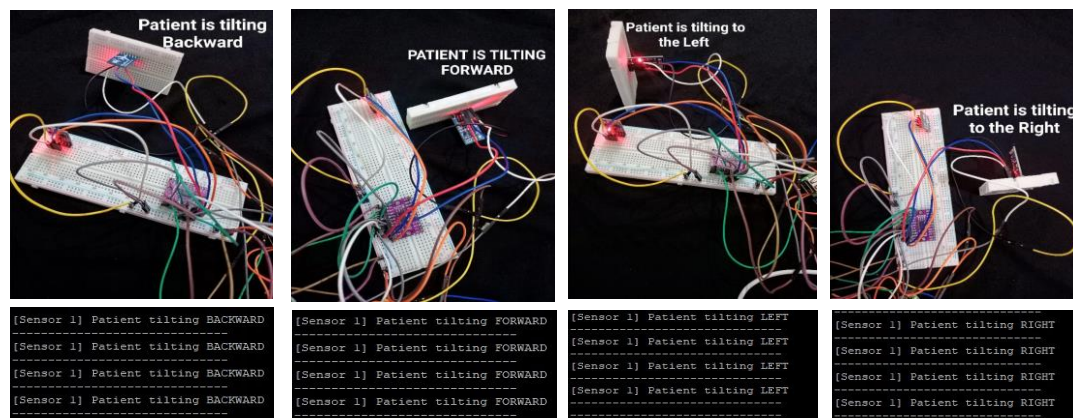 Patient is tilting
Backward
PATIENT IS TILTING
FORWARD
Patient is tilting to
the Left
Patient is tilting
to the Right
[Sensor 1] Patient tilting BACKWARD
------------------------------
[Sensor 1] Patient tilting BACKWARD
------------------------------
[Sensor 1] Patient tilting BACKWARD
------------------------------
[Sensor 1] Patient tilting BACKWARD
------------------------------
[Sensor 1] Patient tilting FORWARD
------------------------------
[Sensor 1] Patient tilting FORWARD
------------------------------
[Sensor 1] Patient tilting FORWARD
------------------------------
[Sensor 1] Patient tilting FORWARD
------------------------------
[Sensor 1] Patient tilting LEFT
------------------------------
[Sensor 1] Patient tilting LEFT
------------------------------
[Sensor 1] Patient tilting LEFT
------------------------------
[Sensor 1] Patient tilting LEFT
------------------------------
------------------------------
[Sensor 1] Patient tilting RIGHT
------------------------------
[Sensor 1] Patient tilting RIGHT
------------------------------
[Sensor 1] Patient tilting RIGHT
------------------------------
[Sensor 1] Patient tilting RIGHT
------------------------------